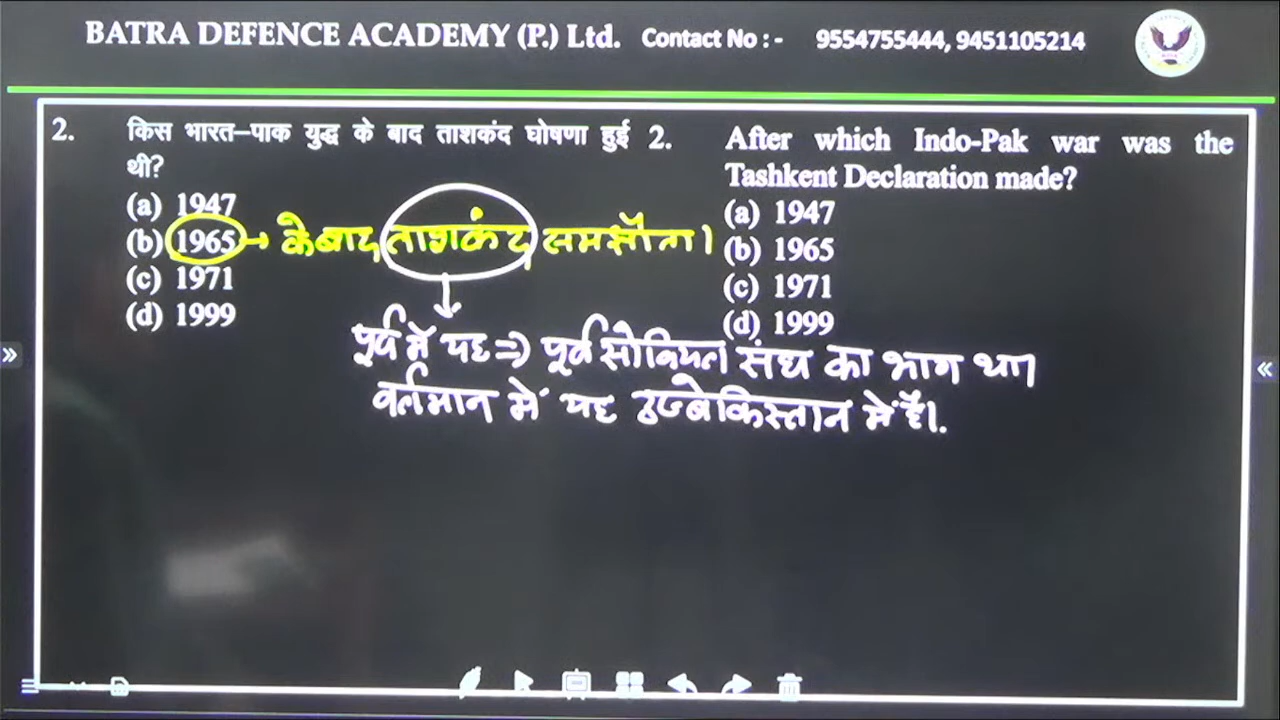 BATRA DEFENCE ACADEMY (P.) Ltd. Contact No : - 9554755444, 9451105214
2. किस भारत–पाक युद्ध के बाद ताशकंद घोषणा हुई
थी?
(a) 1947
(b) 1965 → के बाद ताशकंद समझौता।
(c) 1971
(d) 1999
पूर्व में यह ⇒ पूर्व सोवियत संघ का भाग था।
वर्तमान में यह उज्बेकिस्तान में है।.
2. After which Indo-Pak war was the
Tashkent Declaration made?
(a) 1947
(b) 1965
(c) 1971
(d) 1999